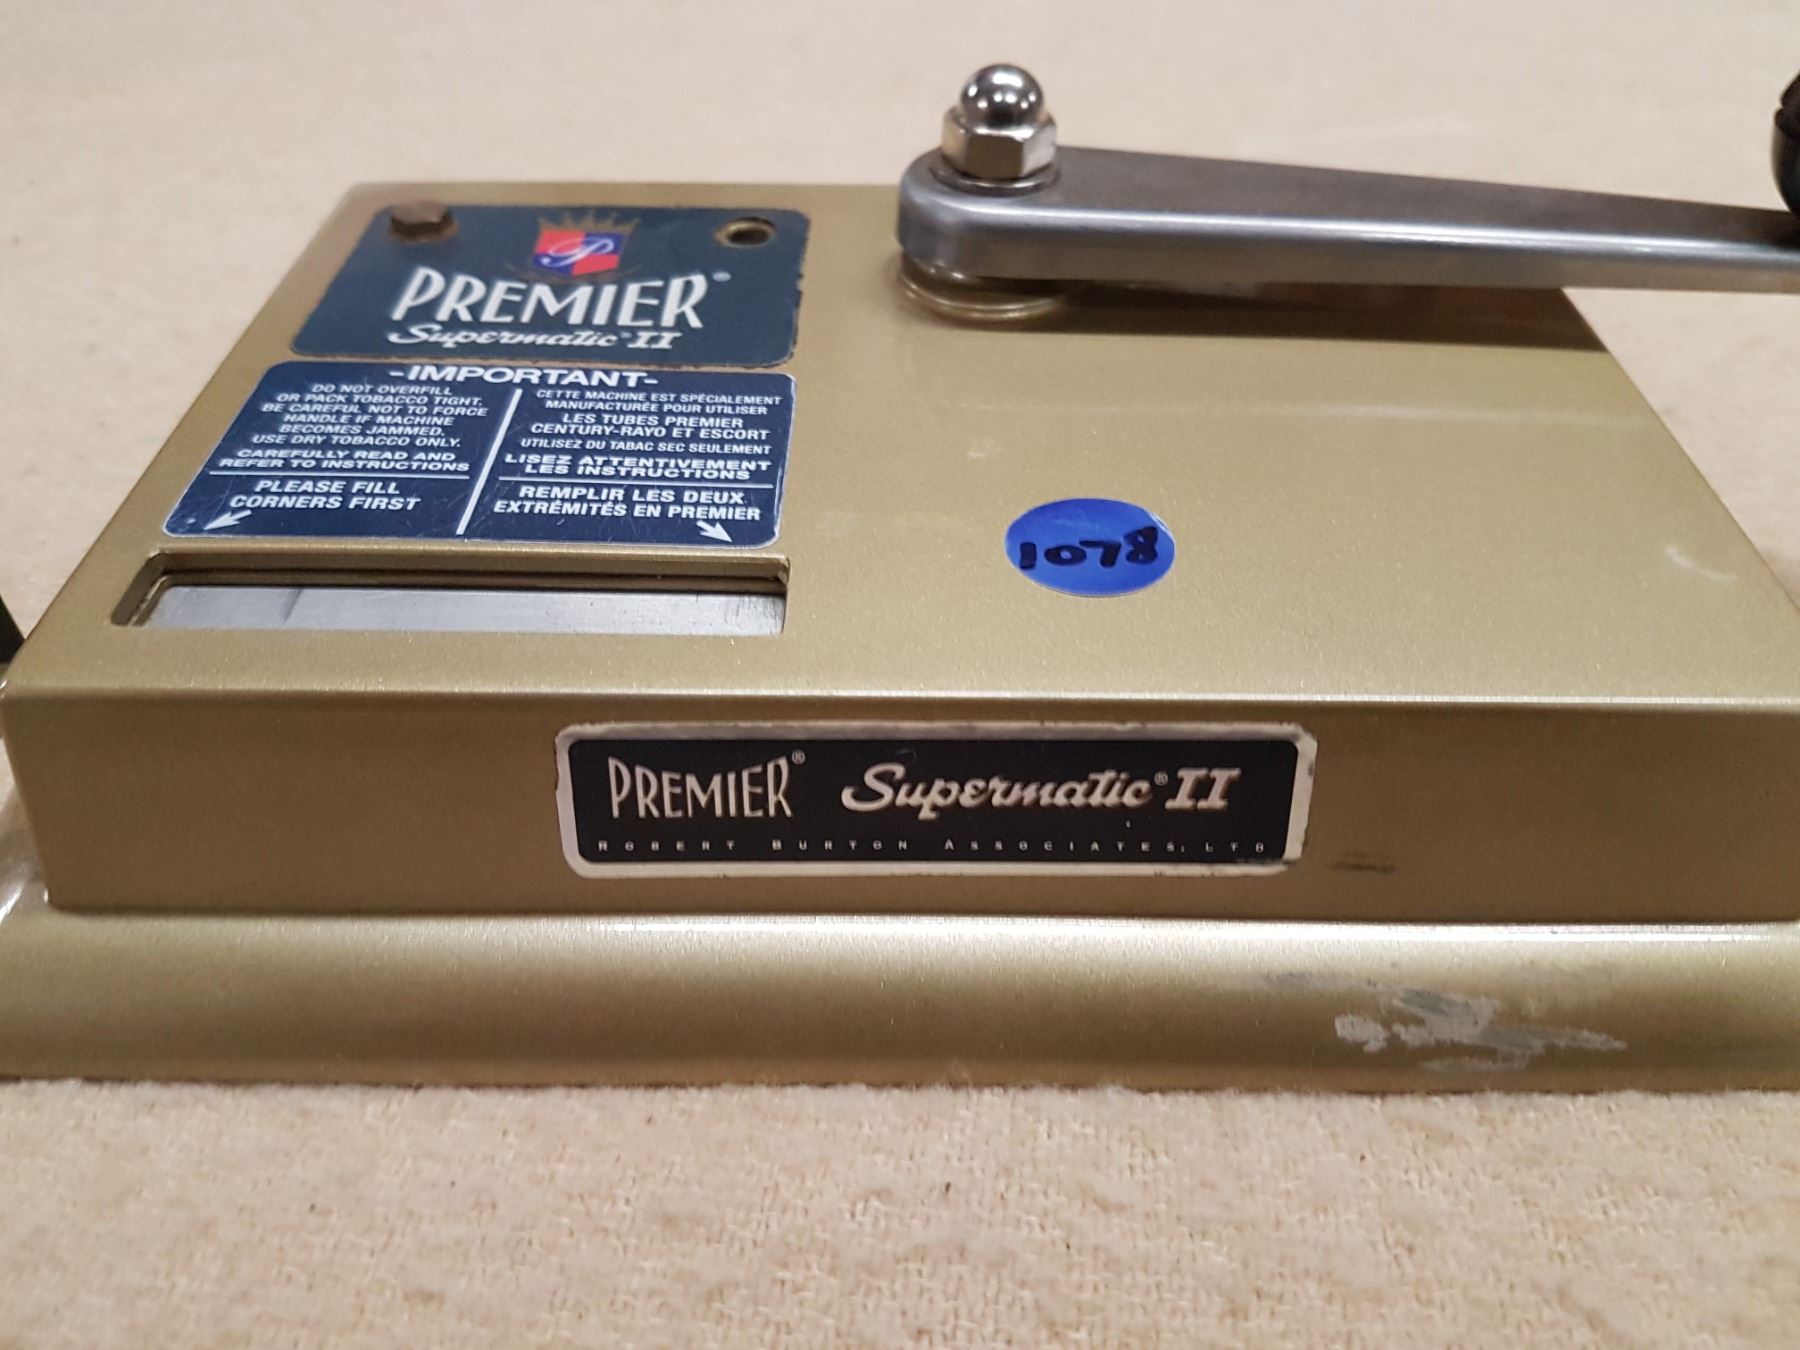 P
PREMIER®
Supermatic® II
-IMPORTANT-
DO NOT OVERFILL
OR PACK TOBACCO TIGHT.
BE CAREFUL NOT TO FORCE
HANDLE IF MACHINE
BECOMES JAMMED.
USE DRY TOBACCO ONLY.
CAREFULLY READ AND
REFER TO INSTRUCTIONS
PLEASE FILL
CORNERS FIRST
CETTE MACHINE EST SPÉCIALEMENT
MANUFACTURÉE POUR UTILISER
LES TUBES PREMIER
CENTURY-RAYO ET ESCORT
UTILISEZ DU TABAC SEC SEULEMENT
LISEZ ATTENTIVEMENT
LES INSTRUCTIONS
REMPLIR LES DEUX
EXTRÉMITÉS EN PREMIER
1078
PREMIER® Supermatic® II
ROBERT BURTON ASSOCIATES, LTD